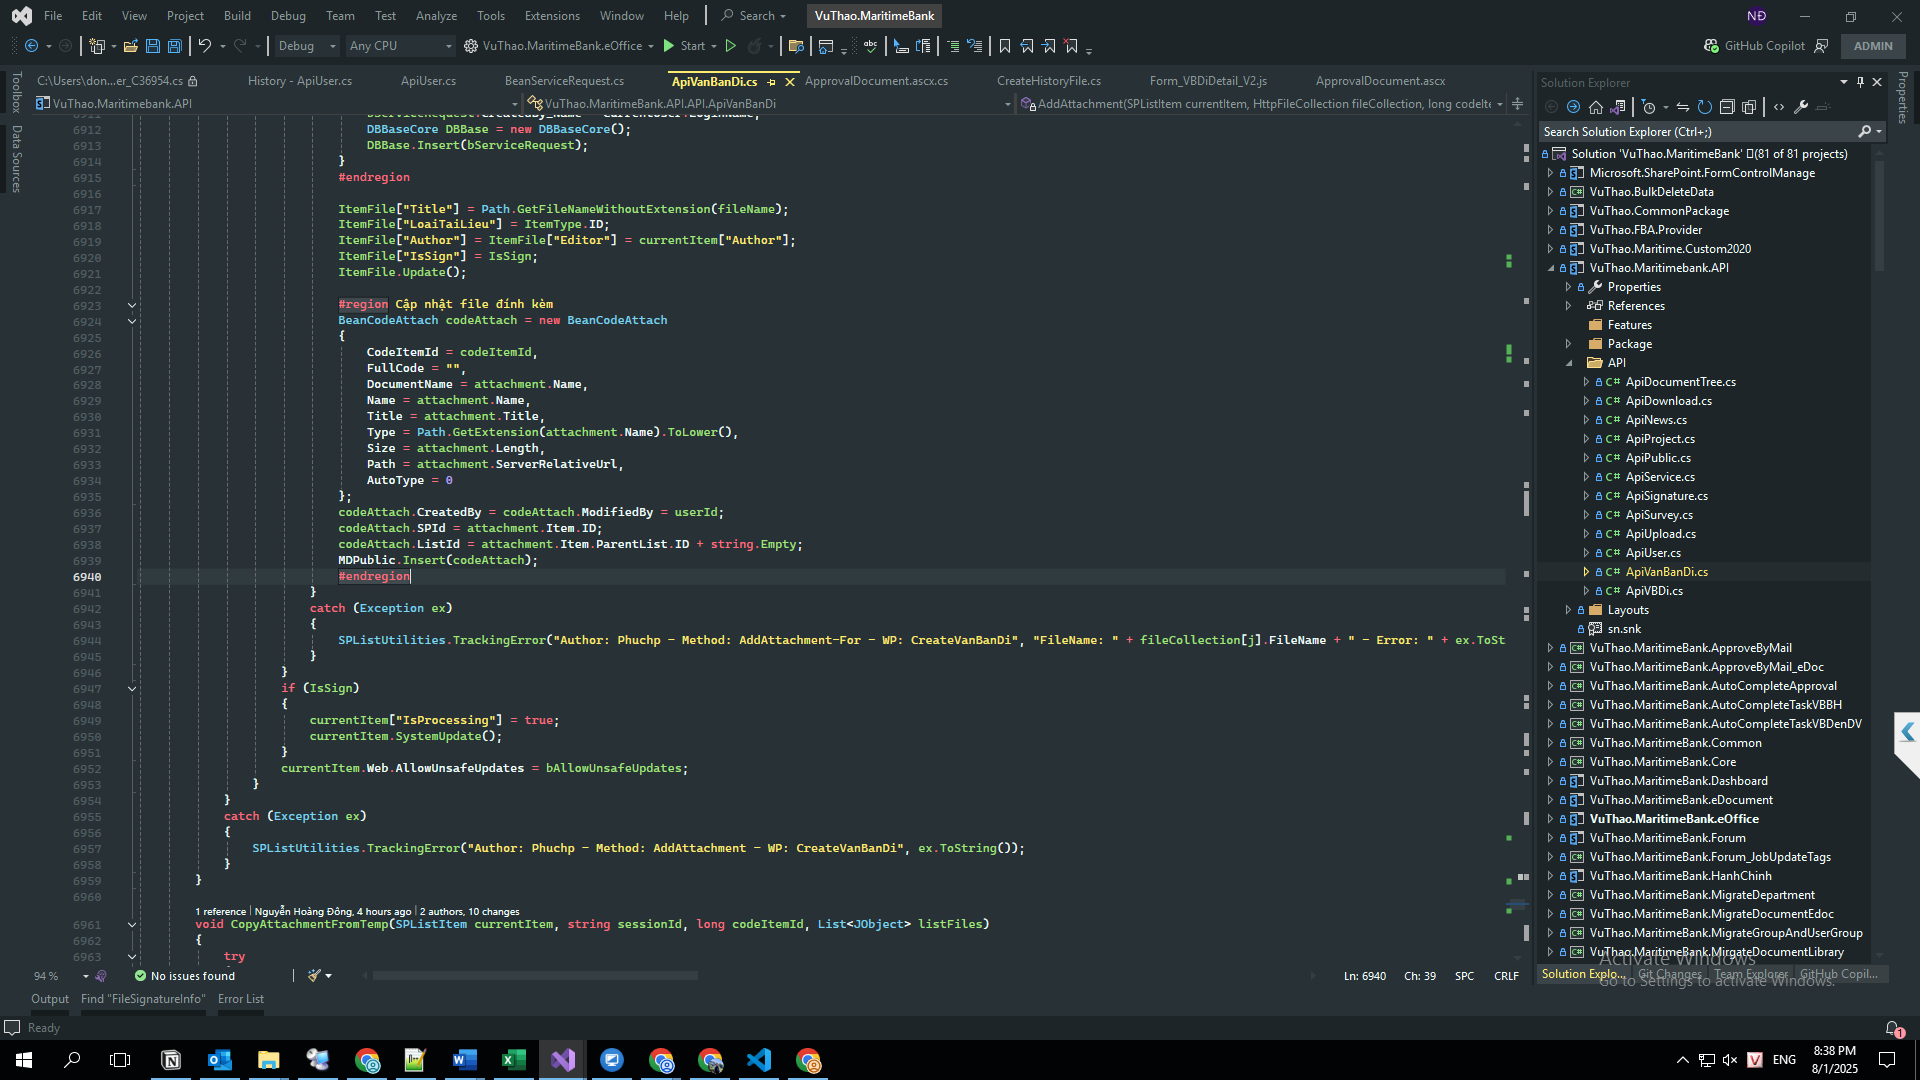 File Edit View Project Build Debug Team Test Analyze Tools Extensions Window Help Search VuThao.MaritimeBank NĐ
Debug Any CPU VuThao.MaritimeBank.eOffice Start GitHub Copilot ADMIN
C:\Users\don...er_C36954.cs History - ApiUser.cs ApiUser.cs BeanServiceRequest.cs ApiVanBanDi.cs ApprovalDocument.ascx.cs CreateHistoryFile.cs Form_VBDiDetail_V2.js ApprovalDocument.ascx
VuThao.Maritimebank.API VuThao.MaritimeBank.API.API.ApiVanBanDi AddAttachment(SPListItem currentItem, HttpFileCollection fileCollection, long codeIte
Toolbox
Data Sources
6912 DBBaseCore DBBase = new DBBaseCore();
6913 DBBase.Insert(bServiceRequest);
6914 }
6915 #endregion
6916
6917 ItemFile["Title"] = Path.GetFileNameWithoutExtension(fileName);
6918 ItemFile["LoaiTaiLieu"] = ItemType.ID;
6919 ItemFile["Author"] = ItemFile["Editor"] = currentItem["Author"];
6920 ItemFile["IsSign"] = IsSign;
6921 ItemFile.Update();
6922
6923 #region Cập nhật file đính kèm
6924 BeanCodeAttach codeAttach = new BeanCodeAttach
6925 {
6926 CodeItemId = codeItemId,
6927 FullCode = "",
6928 DocumentName = attachment.Name,
6929 Name = attachment.Name,
6930 Title = attachment.Title,
6931 Type = Path.GetExtension(attachment.Name).ToLower(),
6932 Size = attachment.Length,
6933 Path = attachment.ServerRelativeUrl,
6934 AutoType = 0
6935 };
6936 codeAttach.CreatedBy = codeAttach.ModifiedBy = userId;
6937 codeAttach.SPId = attachment.Item.ID;
6938 codeAttach.ListId = attachment.Item.ParentList.ID + string.Empty;
6939 MDPublic.Insert(codeAttach);
6940 #endregion
6941 }
6942 catch (Exception ex)
6943 {
6944 SPListUtilities.TrackingError("Author: Phuchp - Method: AddAttachment-For - WP: CreateVanBanDi", "FileName: " + fileCollection[j].FileName + " - Error: " + ex.ToSt
6945 }
6946 }
6947 if (IsSign)
6948 {
6949 currentItem["IsProcessing"] = true;
6950 currentItem.SystemUpdate();
6951 }
6952 currentItem.Web.AllowUnsafeUpdates = bAllowUnsafeUpdates;
6953 }
6954 }
6955 catch (Exception ex)
6956 {
6957 SPListUtilities.TrackingError("Author: Phuchp - Method: AddAttachment - WP: CreateVanBanDi", ex.ToString());
6958 }
6959 }
6960
1 reference | Nguyễn Hoàng Đông, 4 hours ago | 2 authors, 10 changes
6961 void CopyAttachmentFromTemp(SPListItem currentItem, string sessionId, long codeItemId, List<JObject> listFiles)
6962 {
6963 try
94 % No issues found Ln: 6940 Ch: 39 SPC CRLF
Output Find "FileSignatureInfo" Error List
Ready
Solution Explorer
Properties
Search Solution Explorer (Ctrl+;)
Solution 'VuThao.MaritimeBank' (81 of 81 projects)
Microsoft.SharePoint.FormControlManage
VuThao.BulkDeleteData
VuThao.CommonPackage
VuThao.FBA.Provider
VuThao.Maritime.Custom2020
VuThao.Maritimebank.API
Properties
References
Features
Package
API
C# ApiDocumentTree.cs
C# ApiDownload.cs
C# ApiNews.cs
C# ApiProject.cs
C# ApiPublic.cs
C# ApiService.cs
C# ApiSignature.cs
C# ApiSurvey.cs
C# ApiUpload.cs
C# ApiUser.cs
C# ApiVanBanDi.cs
C# ApiVBDi.cs
Layouts
sn.snk
VuThao.MaritimeBank.ApproveByMail
VuThao.MaritimeBank.ApproveByMail_eDoc
VuThao.MaritimeBank.AutoCompleteApproval
VuThao.MaritimeBank.AutoCompleteTaskVBBH
VuThao.MaritimeBank.AutoCompleteTaskVBDenDV
VuThao.MaritimeBank.Common
VuThao.MaritimeBank.Core
VuThao.MaritimeBank.Dashboard
VuThao.MaritimeBank.eDocument
VuThao.MaritimeBank.eOffice
VuThao.MaritimeBank.Forum
VuThao.MaritimeBank.Forum_JobUpdateTags
VuThao.MaritimeBank.HanhChinh
VuThao.MaritimeBank.MigrateDepartment
VuThao.MaritimeBank.MigrateDocumentEdoc
VuThao.MaritimeBank.MigrateGroupAndUserGroup
VuThao.MaritimeBank.MirgateDocumentLibrary
Solution Explo... Git Changes Team Explorer GitHub Copil...
Activate Windows
Go to Settings to activate Windows.
1
ENG
8:38 PM
8/1/2025